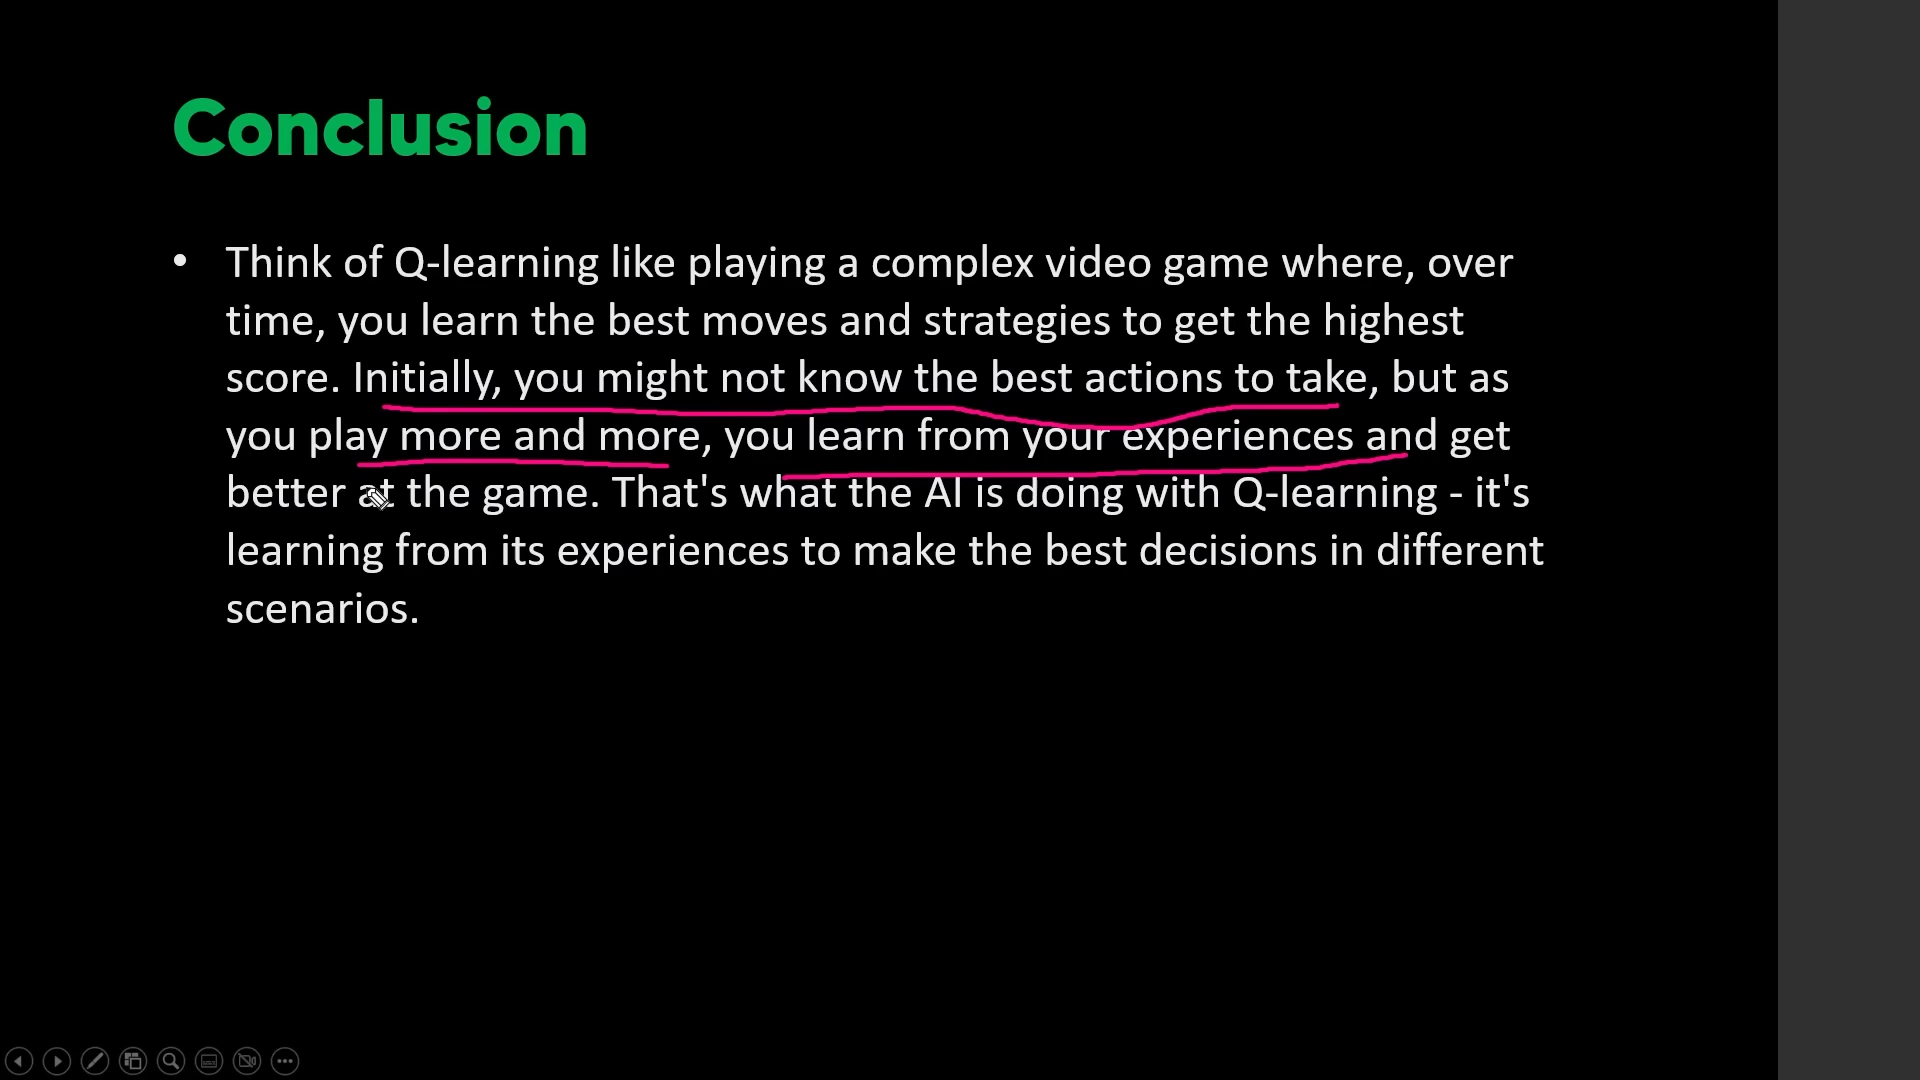 Conclusion
• Think of Q-learning like playing a complex video game where, over
time, you learn the best moves and strategies to get the highest
score. Initially, you might not know the best actions to take, but as
you play more and more, you learn from your experiences and get
better at the game. That's what the AI is doing with Q-learning - it's
learning from its experiences to make the best decisions in different
scenarios.